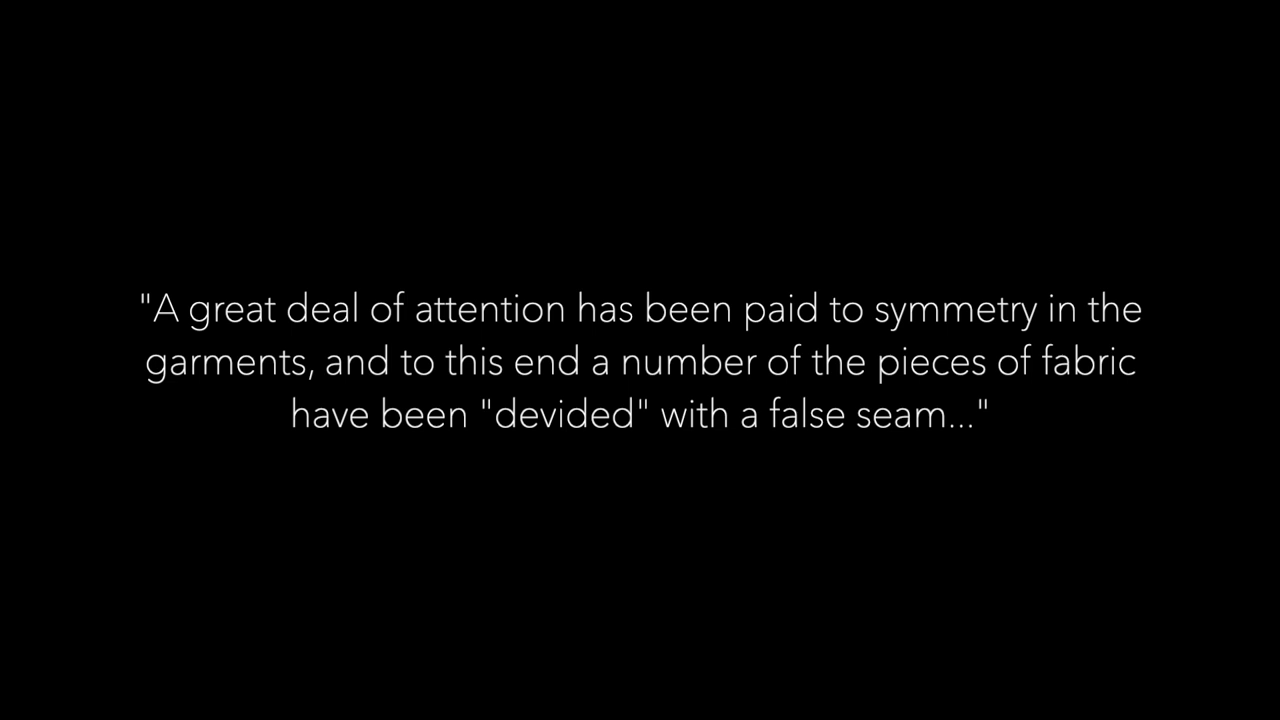 "A great deal of attention has been paid to symmetry in the
garments, and to this end a number of the pieces of fabric
have been "devided" with a false seam..."